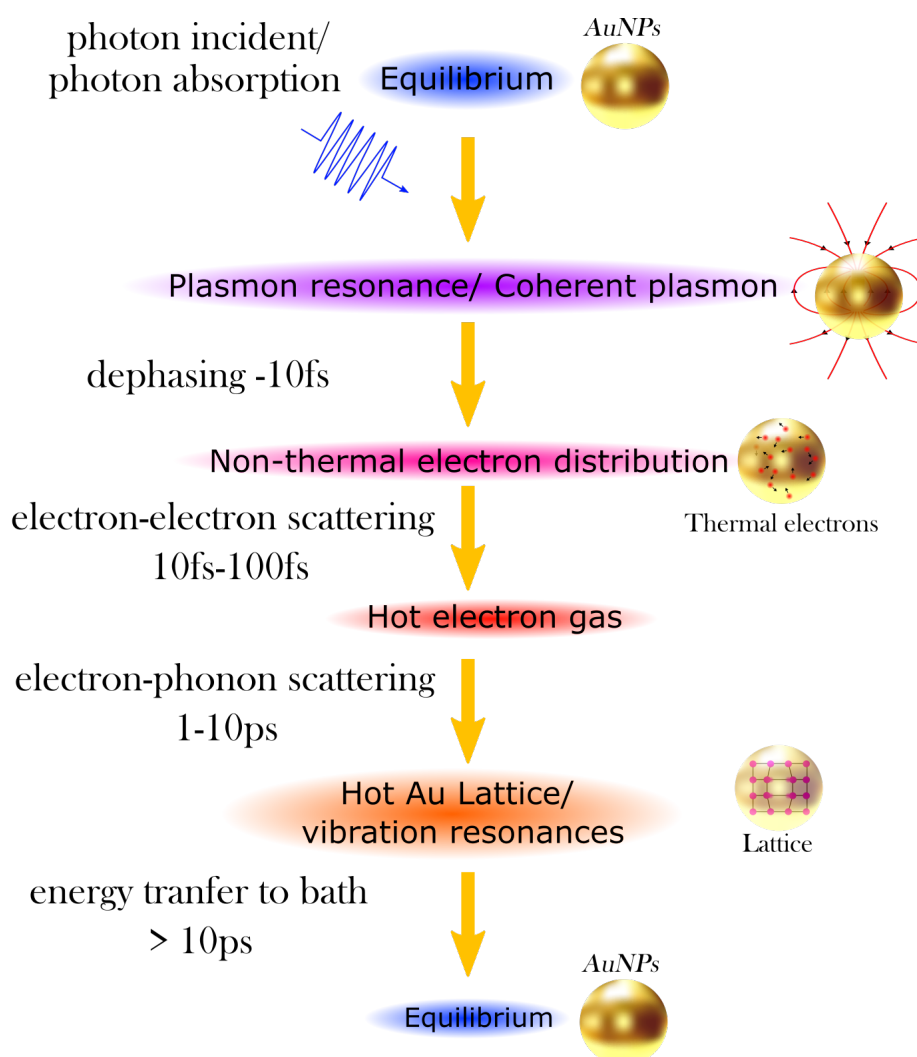 photon incident/
photon absorption
Equilibrium
AuNPs
Plasmon resonance/ Coherent plasmon
dephasing -10fs
Non-thermal electron distribution
Thermal electrons
electron-electron scattering
10fs-100fs
Hot electron gas
electron-phonon scattering
1-10ps
Hot Au Lattice/
vibration resonances
Lattice
energy tranfer to bath
> 10ps
AuNPs
Equilibrium